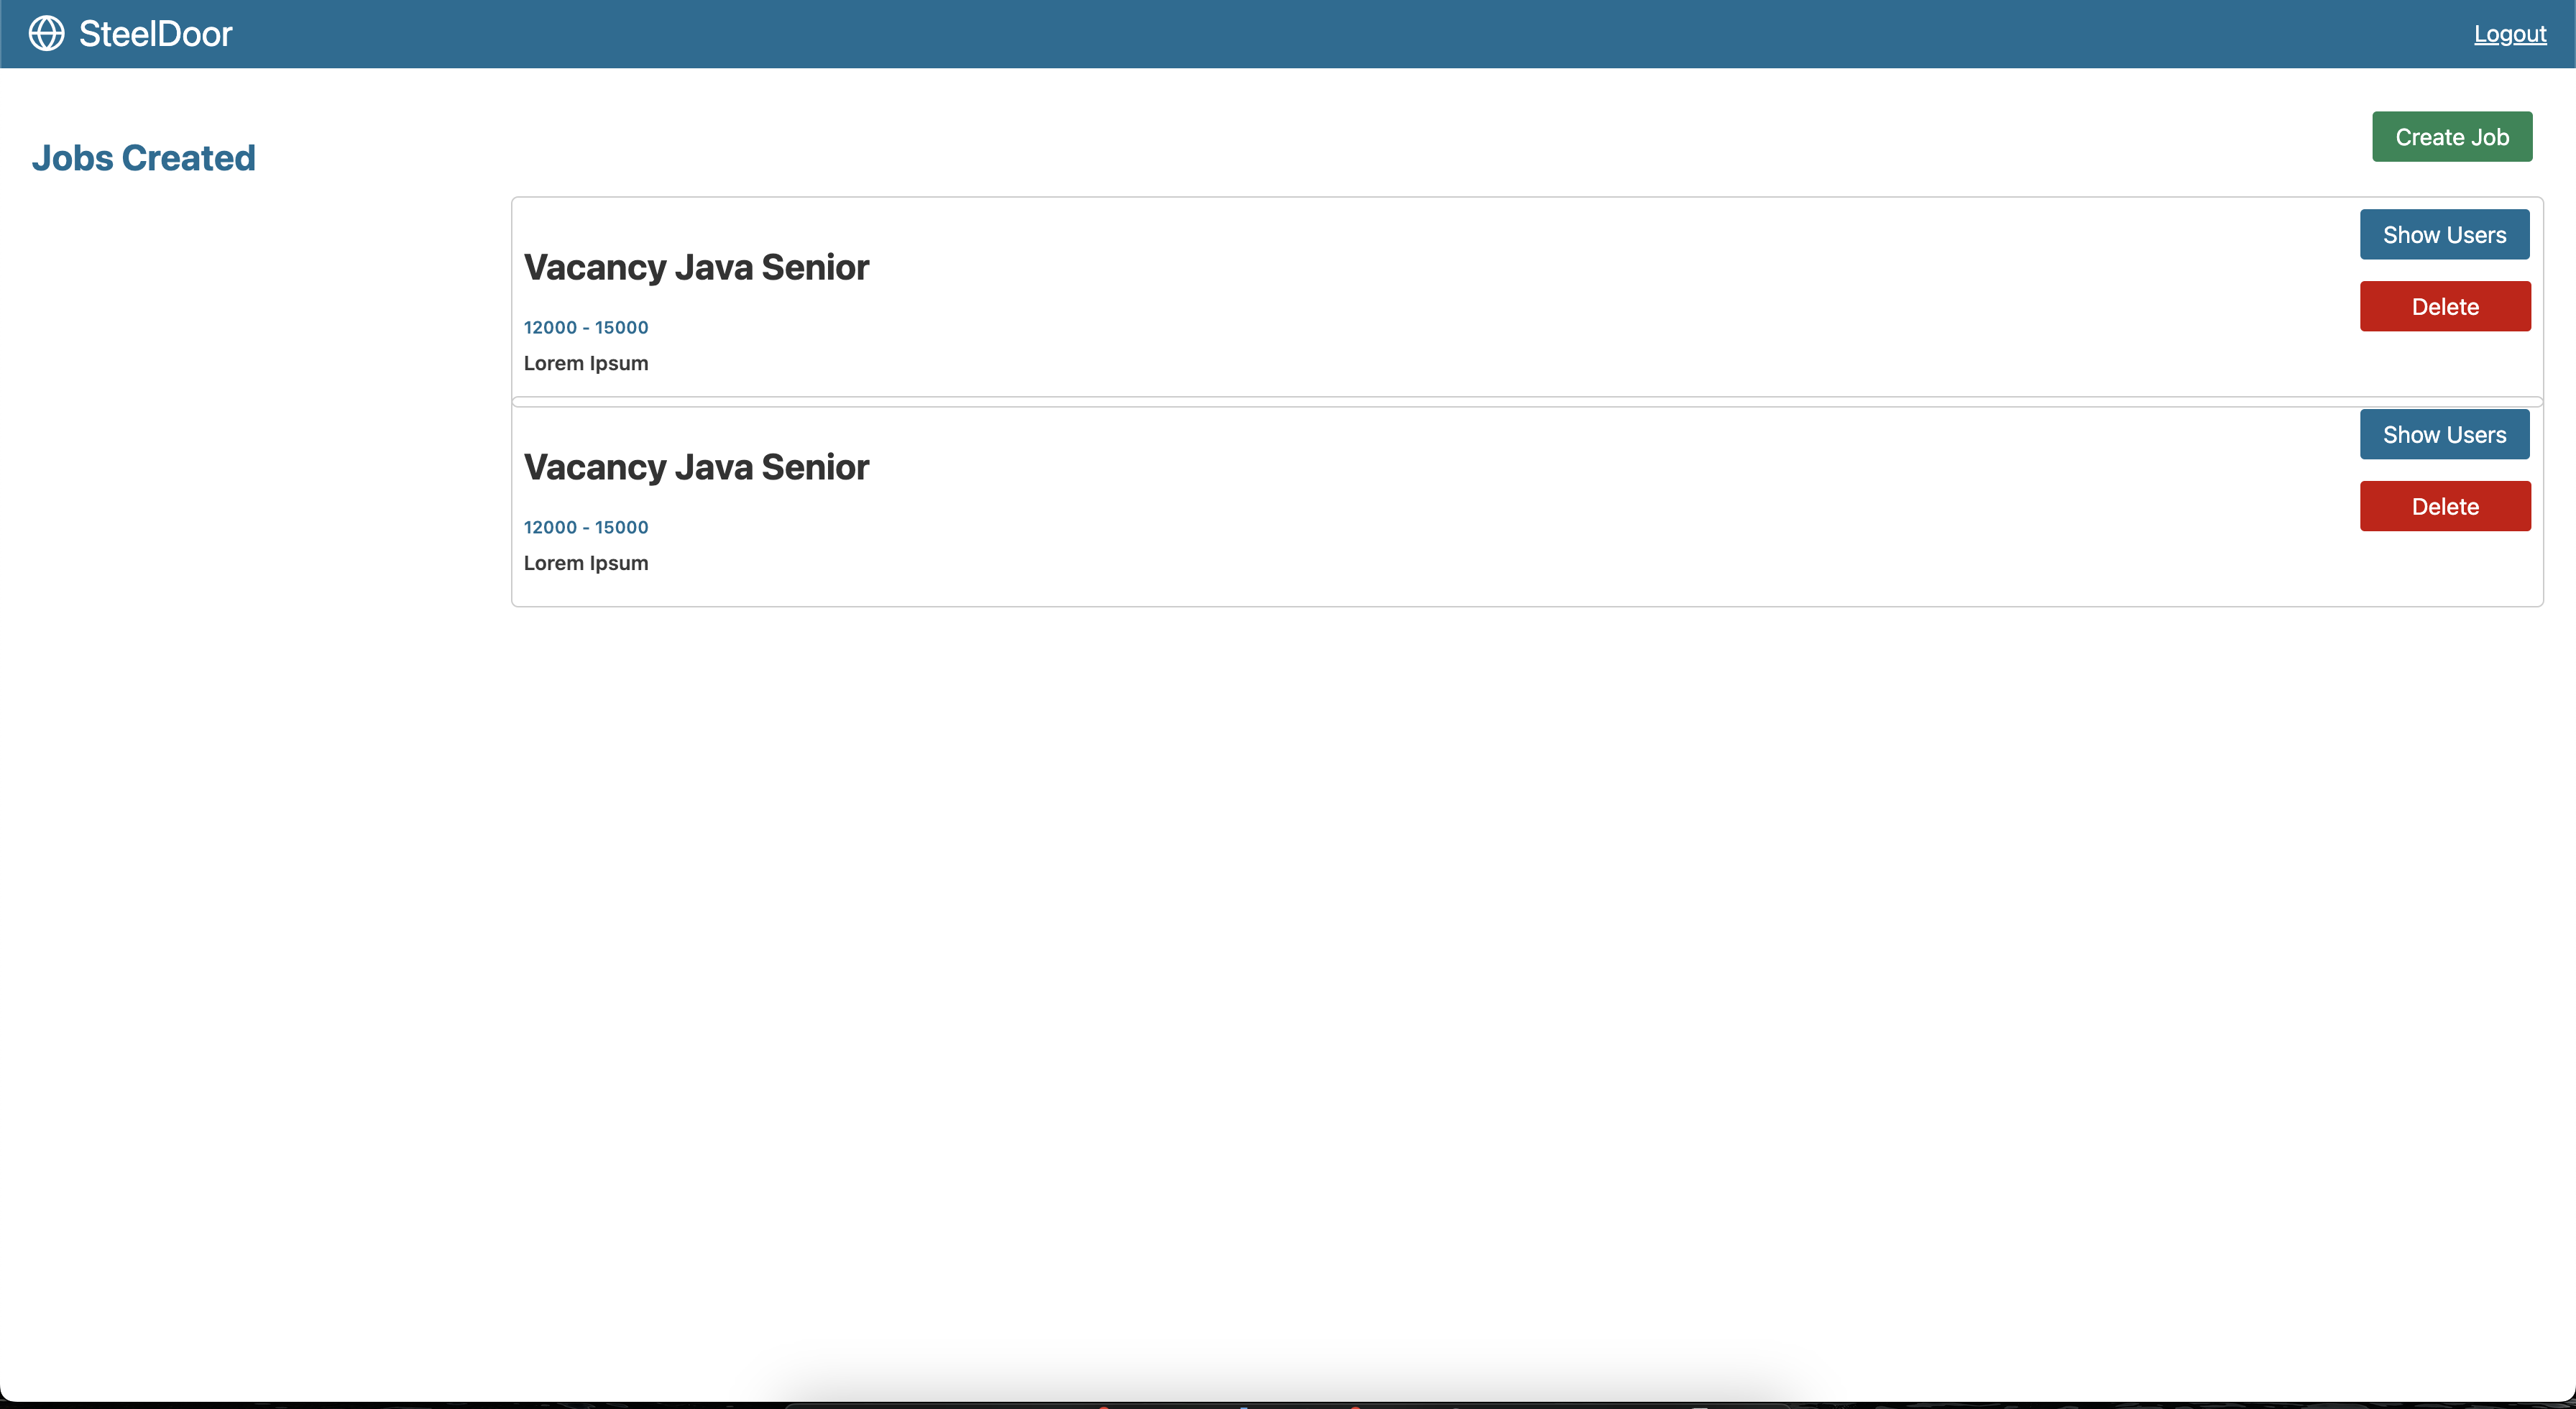 SteelDoor
Logout
Create Job
Jobs Created
Show Users
Vacancy Java Senior
Delete
12000 - 15000
Lorem Ipsum
Show Users
Vacancy Java Senior
Delete
12000 - 15000
Lorem Ipsum